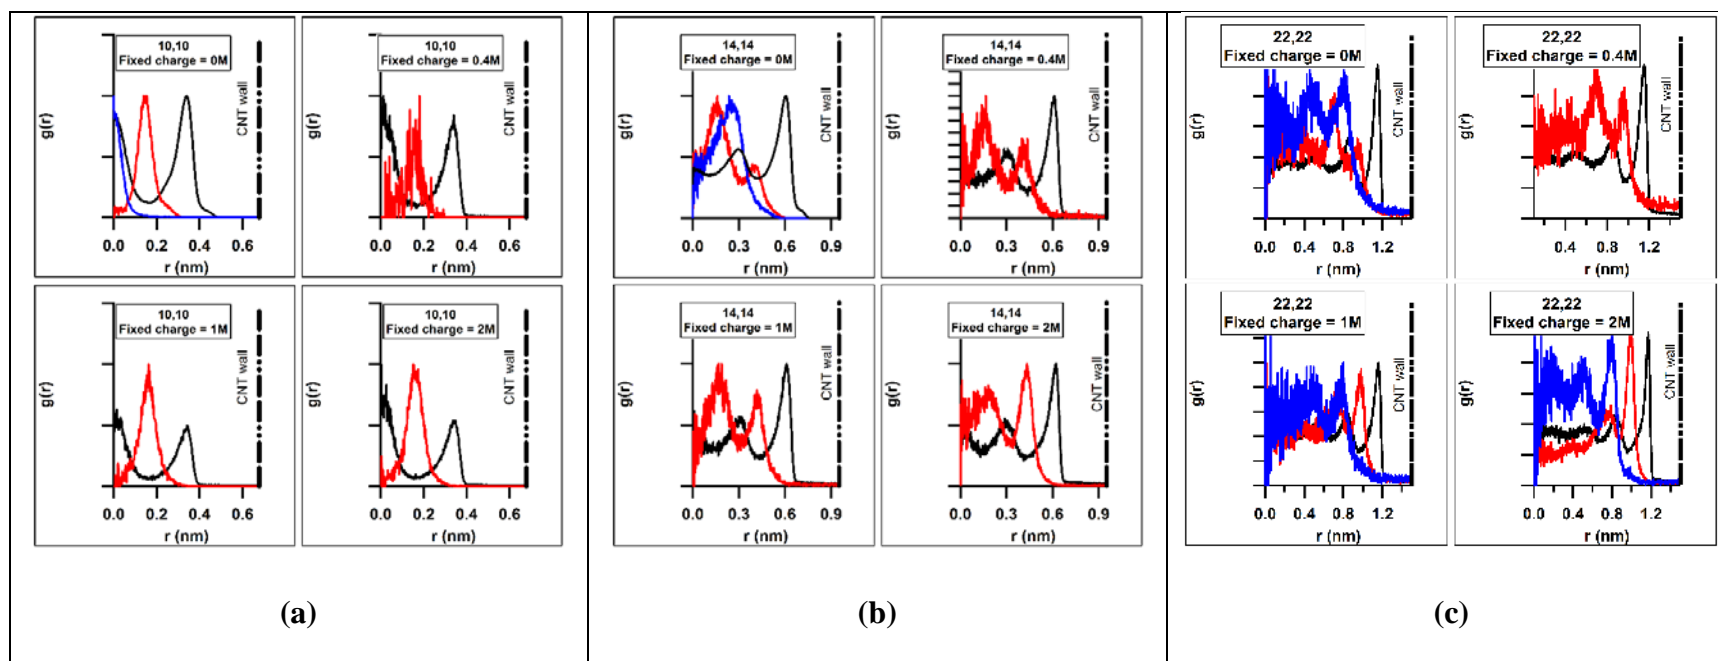 10,10
Fixed charge = 0M
g(r)
CNT wall
0.0 0.2 0.4 0.6
r (nm)
10,10
Fixed charge = 0.4M
g(r)
CNT wall
0.0 0.2 0.4 0.6
r (nm)
10,10
Fixed charge = 1M
g(r)
CNT wall
0.0 0.2 0.4 0.6
r (nm)
10,10
Fixed charge = 2M
g(r)
CNT wall
0.0 0.2 0.4 0.6
r (nm)
(a)
14,14
Fixed charge = 0M
g(r)
CNT wall
0.0 0.3 0.6 0.9
r (nm)
14,14
Fixed charge = 0.4M
g(r)
CNT wall
0.0 0.3 0.6 0.9
r (nm)
14,14
Fixed charge = 1M
g(r)
CNT wall
0.0 0.3 0.6 0.9
r (nm)
14,14
Fixed charge = 2M
g(r)
CNT wall
0.0 0.3 0.6 0.9
r (nm)
(b)
22,22
Fixed charge = 0M
g(r)
CNT wall
0.0 0.4 0.8 1.2
r (nm)
22,22
Fixed charge = 0.4M
g(r)
CNT wall
0.4 0.8 1.2
r (nm)
22,22
Fixed charge = 1M
g(r)
CNT wall
0.0 0.4 0.8 1.2
r (nm)
22,22
Fixed charge = 2M
g(r)
CNT wall
0.0 0.4 0.8 1.2
r (nm)
(c)